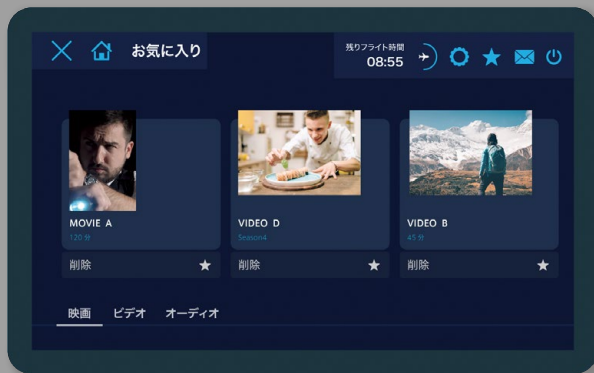 お気に入り
残りフライト時間
08:55
MOVIE A
120 分
削除
VIDEO D
Season4
削除
VIDEO B
45 分
削除
映画 ビデオ オーディオ